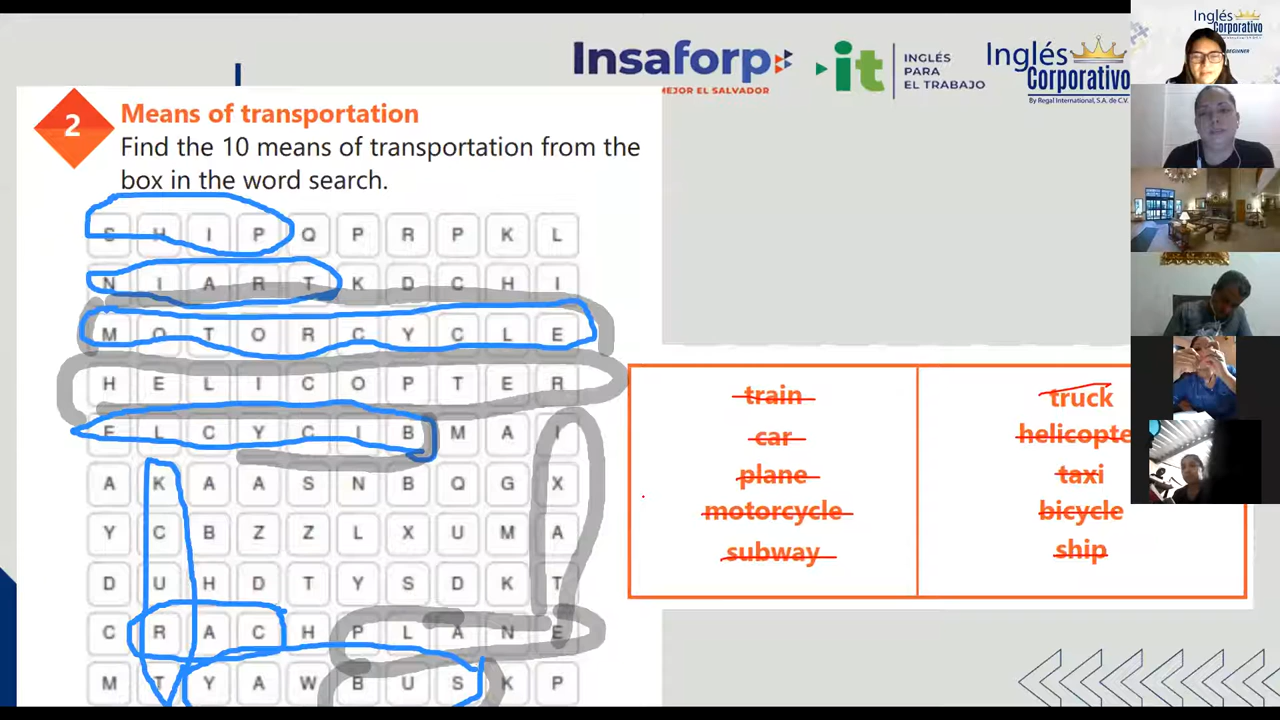 Inglés
Corporativo
BEGINNER
Insaforp
MEJOR EL SALVADOR
it
INGLÉS
PARA
EL TRABAJO
Inglés
Corporativo
By Regal International, S.A. de C.V.
2
Means of transportation
Find the 10 means of transportation from the
box in the word search.
S H I P Q P R P K L
N I A R T K D C H I
M O T O R C Y C L E
H E L I C O P T E R
E L C Y C I B M A I
A K A A S N B Q G X
Y C B Z Z L X U M A
D U H D T Y S D K T
C R A C H P L A N E
M T Y A W B U S K P
train truck
car helicopte
plane taxi
motorcycle bicycle
subway ship